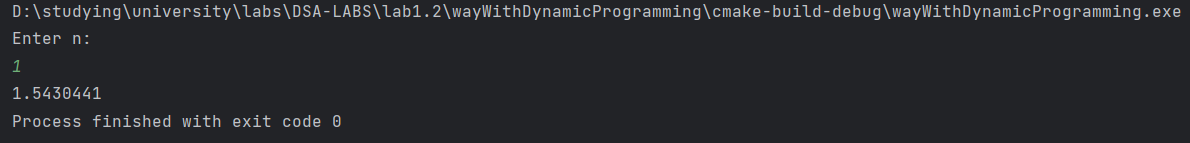 D:\studying\university\labs\DSA-LABS\lab1.2\wayWithDynamicProgramming\cmake-build-debug\wayWithDynamicProgramming.exe
Enter n:
1
1.5430441
Process finished with exit code 0